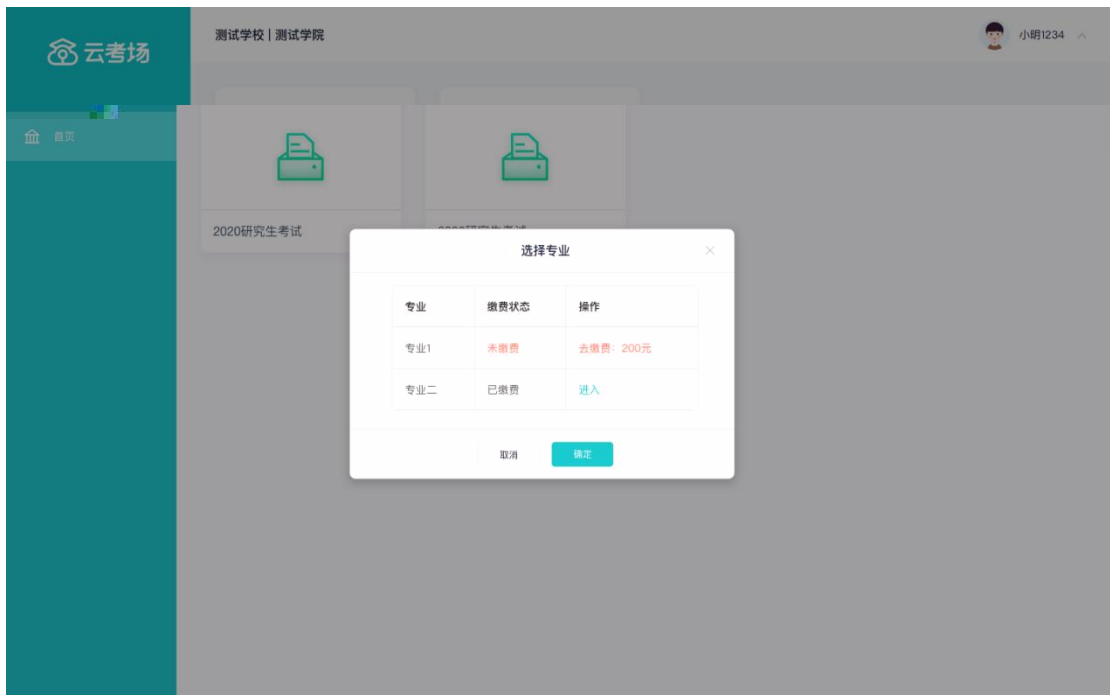 云考场
测试学校 | 测试学院
小明1234
首页
2020研究生考试
选择专业
专业 缴费状态 操作
专业1 未缴费 去缴费：200元
专业二 已缴费 进入
取消 确定